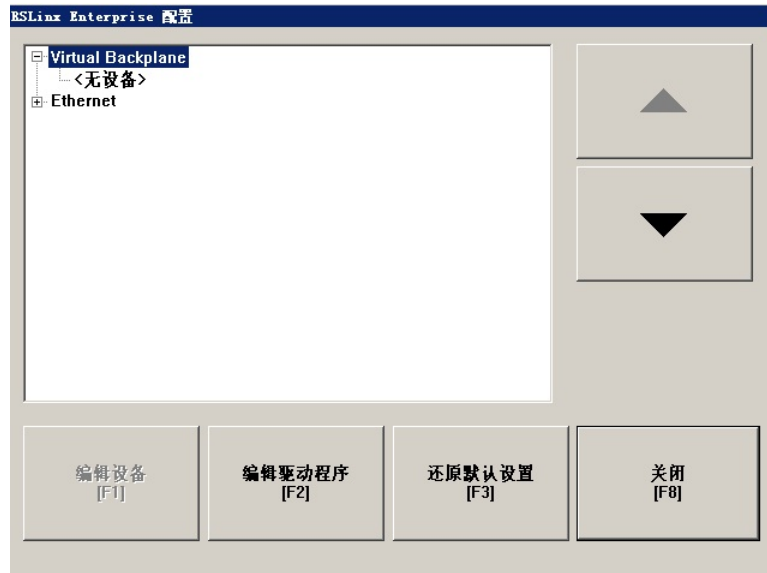 RSLinx Enterprise 配置
Virtual Backplane
<无设备>
Ethernet
编辑设备
[F1]
编辑驱动程序
[F2]
还原默认设置
[F3]
关闭
[F8]